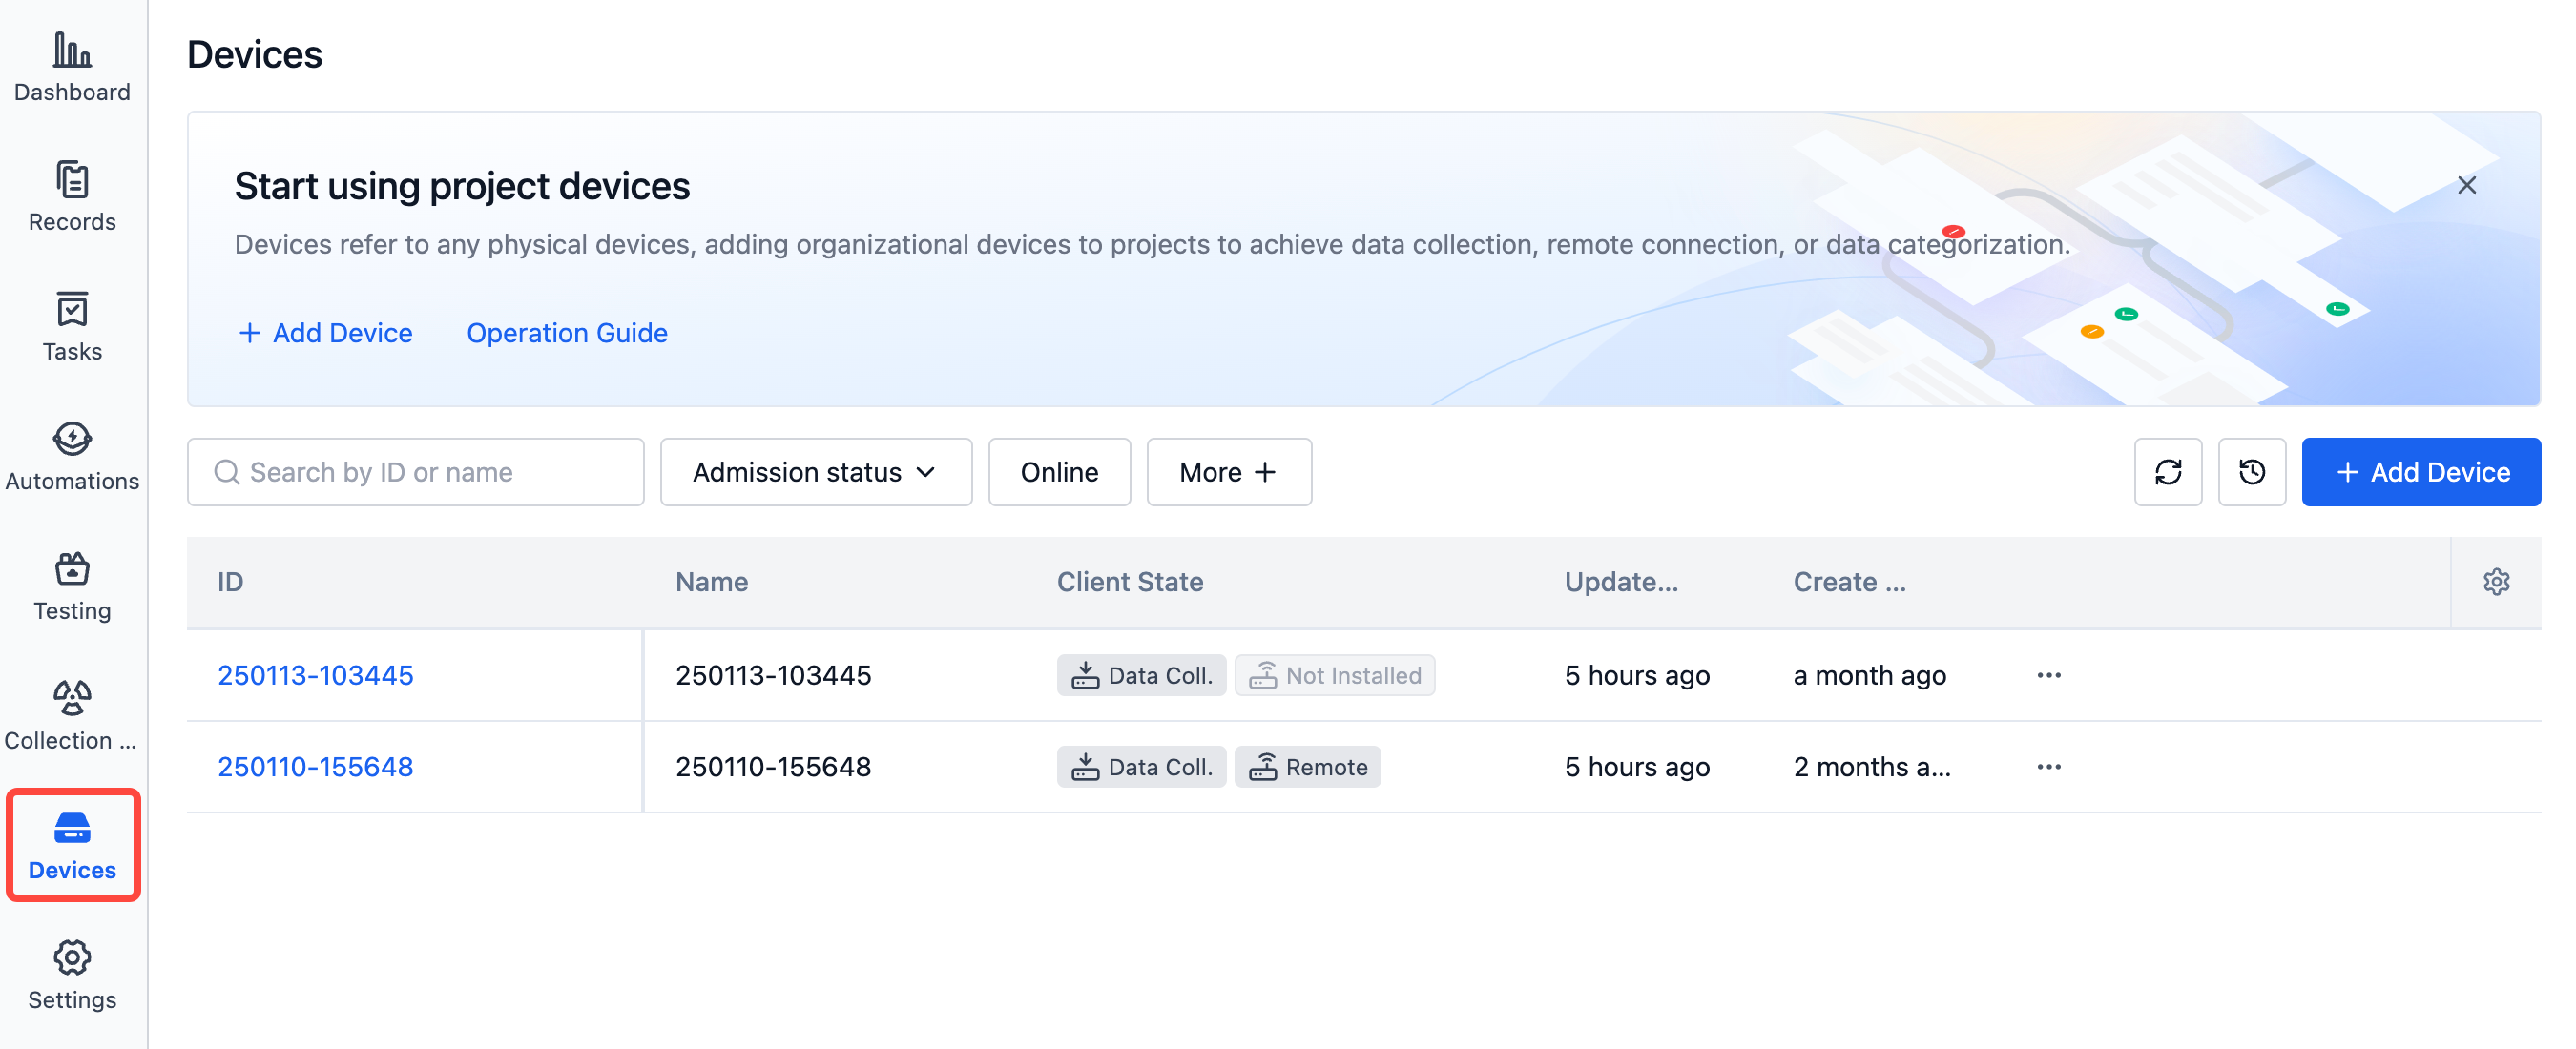 Dashboard
Records
Tasks
Automations
Testing
Collection ...
Devices
Settings
Devices
Start using project devices
Devices refer to any physical devices, adding organizational devices to projects to achieve data collection, remote connection, or data categorization.
+ Add Device Operation Guide
Search by ID or name Admission status Online More + + Add Device
ID Name Client State Update... Create ...
250113-103445 250113-103445 Data Coll. Not Installed 5 hours ago a month ago ...
250110-155648 250110-155648 Data Coll. Remote 5 hours ago 2 months a... ...